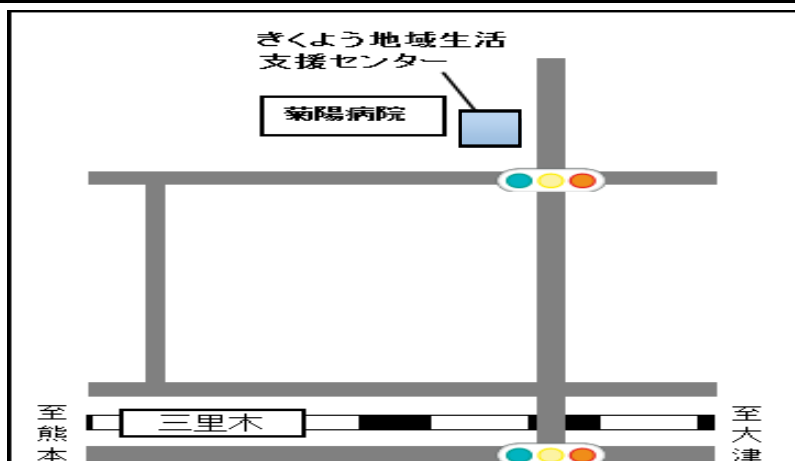 きくよう地域生活
支援センター
菊陽病院
至熊本
三里木
至大津